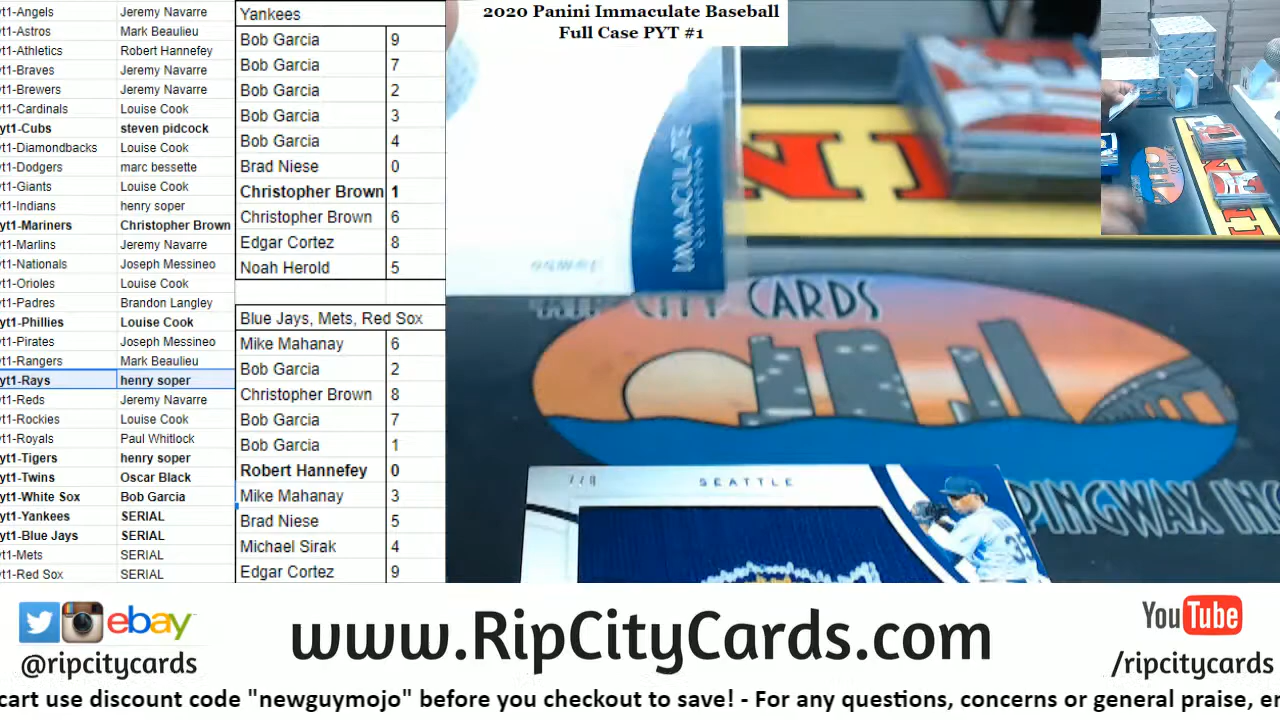 yt1-Angels Jeremy Navarre
yt1-Astros Mark Beaulieu
yt1-Athletics Robert Hannefey
yt1-Braves Jeremy Navarre
yt1-Brewers Jeremy Navarre
yt1-Cardinals Louise Cook
yt1-Cubs steven pidcock
yt1-Diamondbacks Louise Cook
yt1-Dodgers marc bessette
yt1-Giants Louise Cook
yt1-Indians henry soper
yt1-Mariners Christopher Brown
yt1-Marlins Jeremy Navarre
yt1-Nationals Joseph Messineo
yt1-Orioles Louise Cook
yt1-Padres Brandon Langley
yt1-Phillies Louise Cook
yt1-Pirates Joseph Messineo
yt1-Rangers Mark Beaulieu
yt1-Rays henry soper
yt1-Reds Jeremy Navarre
yt1-Rockies Louise Cook
yt1-Royals Paul Whitlock
yt1-Tigers henry soper
yt1-Twins Oscar Black
yt1-White Sox Bob Garcia
yt1-Yankees SERIAL
yt1-Blue Jays SERIAL
yt1-Mets SERIAL
yt1-Red Sox SERIAL
Yankees
Bob Garcia 9
Bob Garcia 7
Bob Garcia 2
Bob Garcia 3
Bob Garcia 4
Brad Niese 0
Christopher Brown 1
Christopher Brown 6
Edgar Cortez 8
Noah Herold 5
Blue Jays, Mets, Red Sox
Mike Mahanay 6
Bob Garcia 2
Christopher Brown 8
Bob Garcia 7
Bob Garcia 1
Robert Hannefey 0
Mike Mahanay 3
Brad Niese 5
Michael Sirak 4
Edgar Cortez 9
2020 Panini Immaculate Baseball
Full Case PYT #1
IMMACULATE
CITY CARDS
SEATTLE
35
PINGWAX INC
www.RipCityCards.com
ebay
@ripcitycards
YouTube
/ripcitycards
cart use discount code "newguymojo" before you checkout to save! - For any questions, concerns or general praise, en